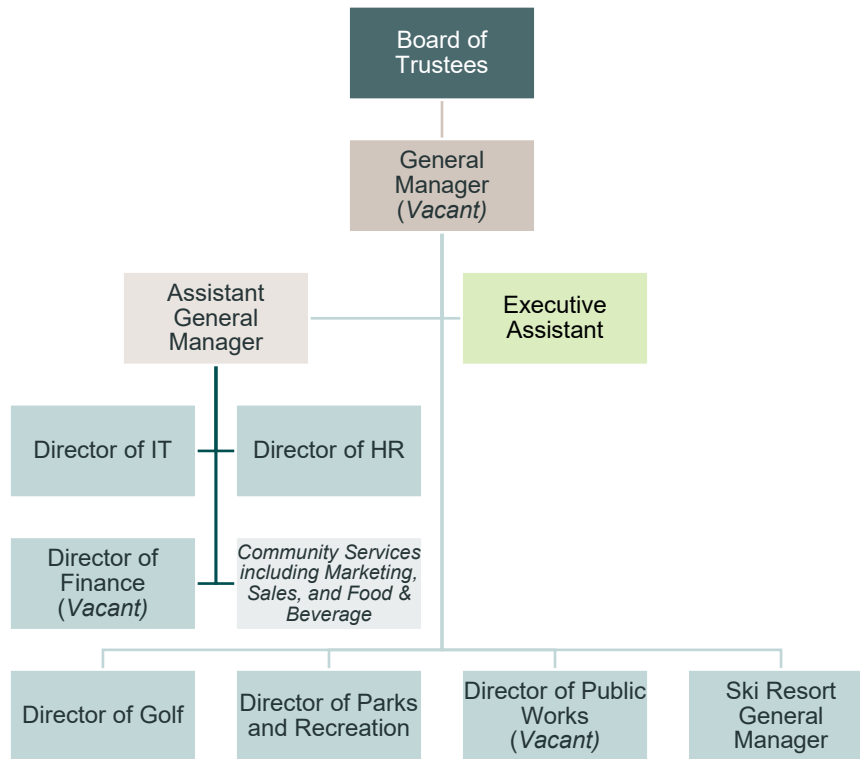 Board of
Trustees
General
Manager
(Vacant)
Assistant
General
Manager
Executive
Assistant
Director of IT
Director of HR
Director of
Finance
(Vacant)
Community Services
including Marketing,
Sales, and Food &
Beverage
Director of Golf
Director of Parks
and Recreation
Director of Public
Works
(Vacant)
Ski Resort
General
Manager